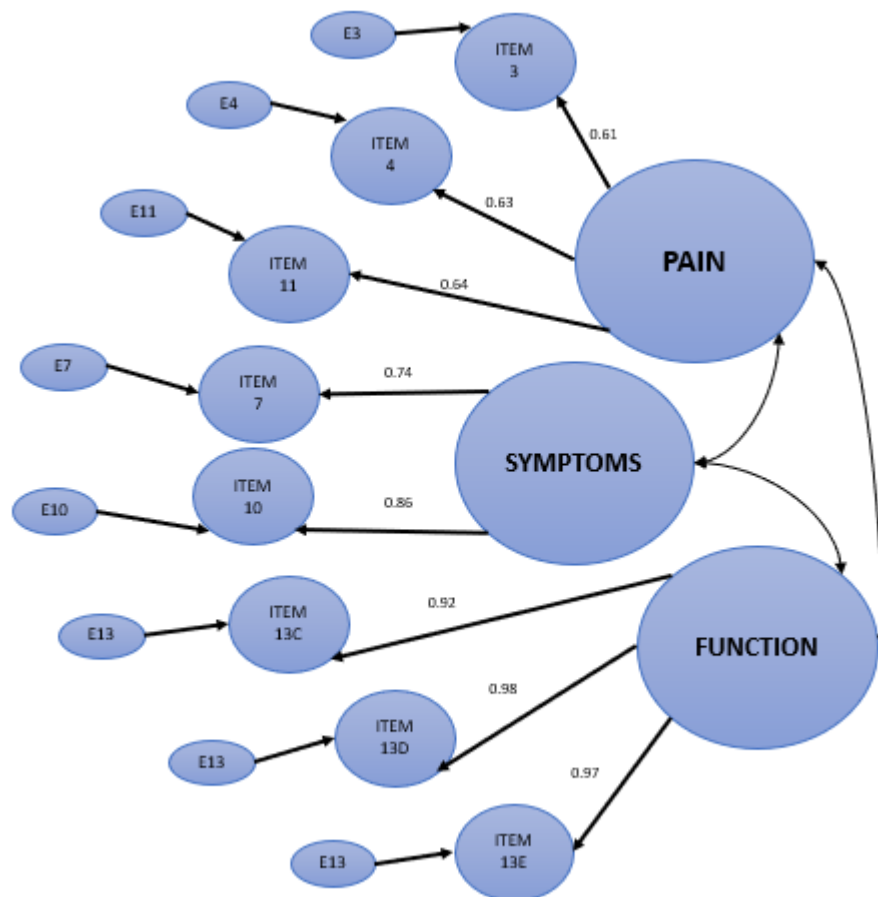 E3
ITEM
3
E4
ITEM
4
0.61
0.63
E11
ITEM
11
PAIN
0.64
E7
ITEM
7
0.74
SYMPTOMS
E10
ITEM
10
0.86
E13
ITEM
13C
0.92
FUNCTION
E13
ITEM
13D
0.98
0.97
E13
ITEM
13E